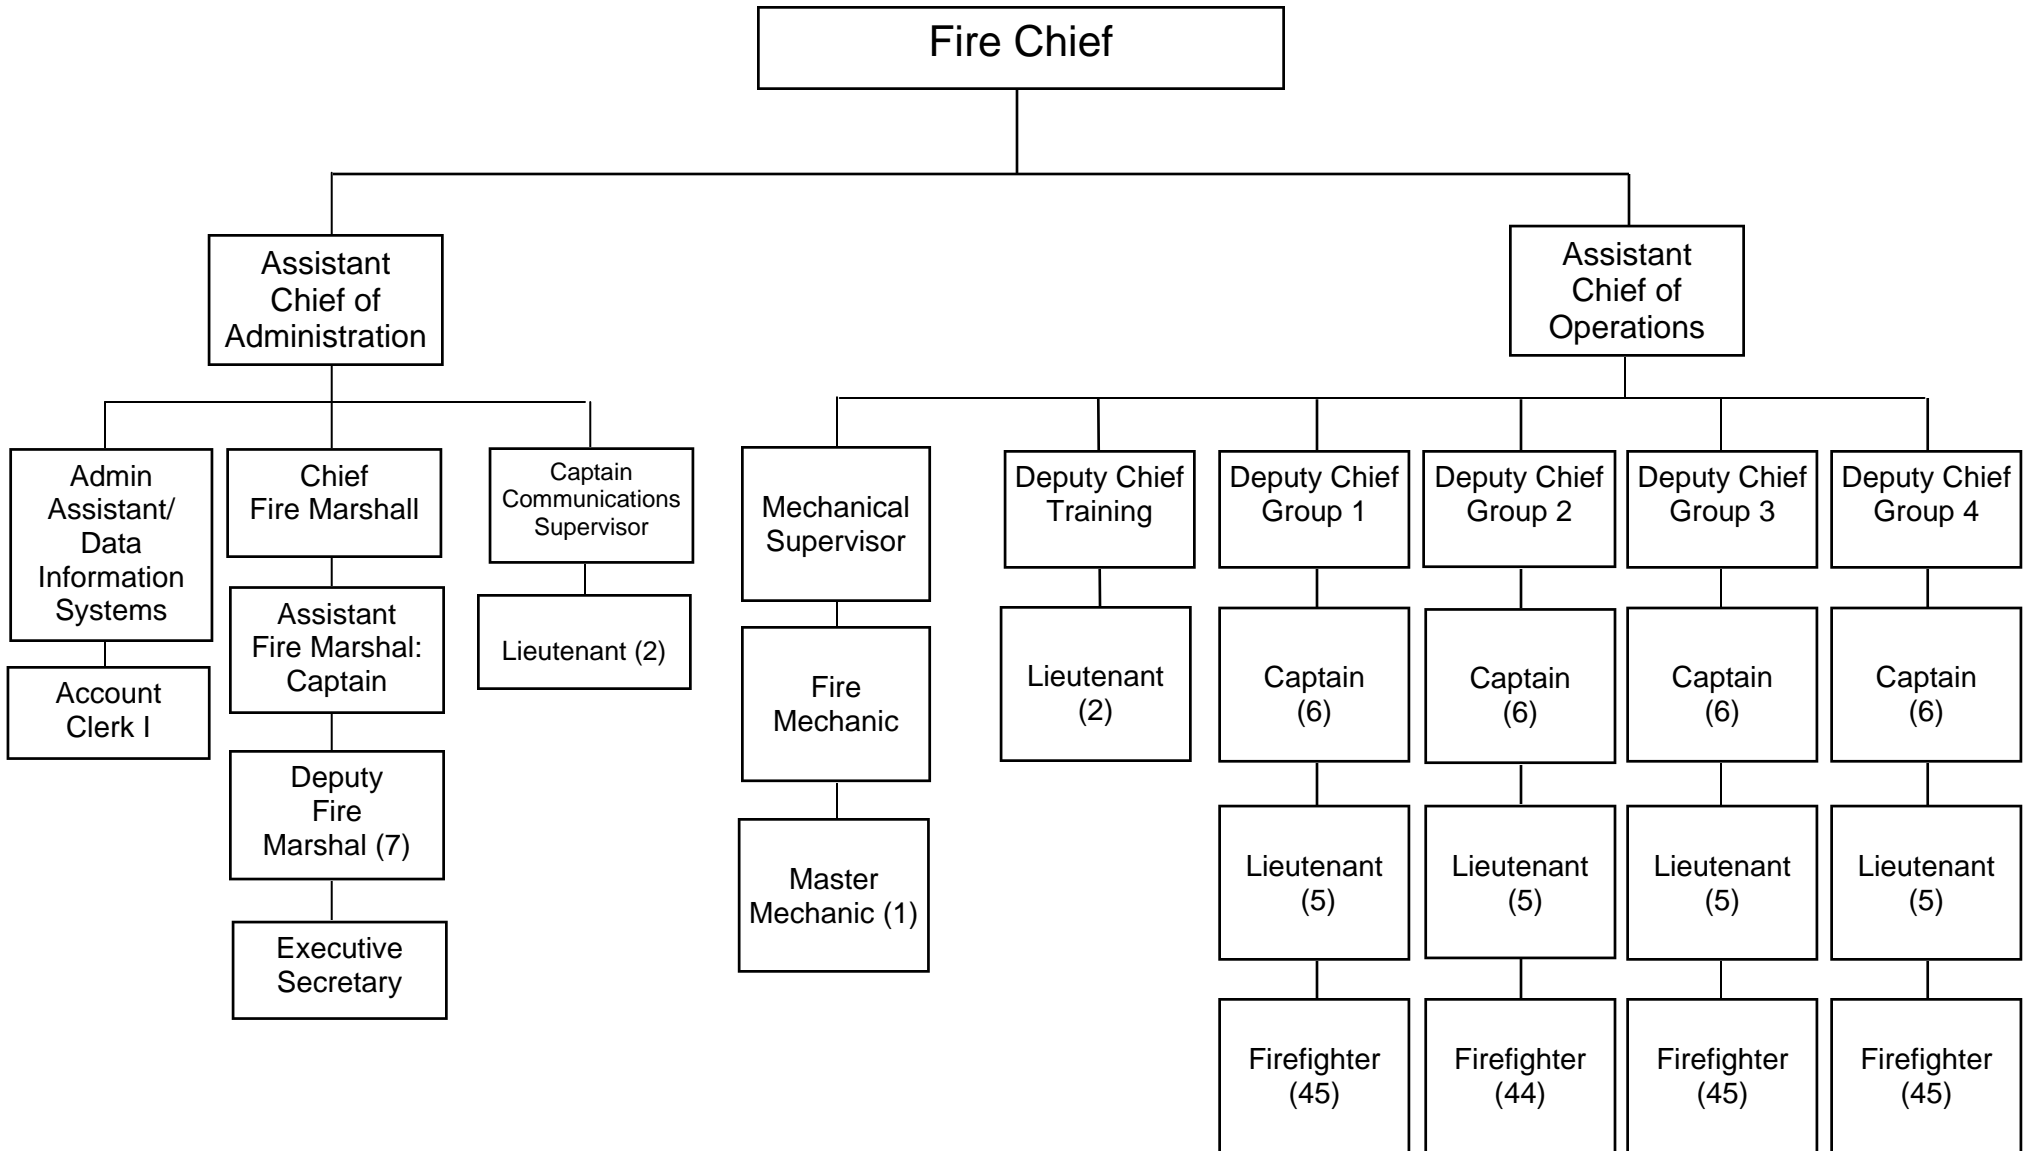 Fire Chief
Assistant
Chief of
Administration
Assistant
Chief of
Operations
Admin
Assistant/
Data
Information
Systems
Account
Clerk I
Chief
Fire Marshall
Assistant
Fire Marshal:
Captain
Deputy
Fire
Marshal (7)
Executive
Secretary
Captain
Communications
Supervisor
Lieutenant (2)
Mechanical
Supervisor
Fire
Mechanic
Master
Mechanic (1)
Deputy Chief
Training
Lieutenant
(2)
Deputy Chief
Group 1
Captain
(6)
Lieutenant
(5)
Firefighter
(45)
Deputy Chief
Group 2
Captain
(6)
Lieutenant
(5)
Firefighter
(44)
Deputy Chief
Group 3
Captain
(6)
Lieutenant
(5)
Firefighter
(45)
Deputy Chief
Group 4
Captain
(6)
Lieutenant
(5)
Firefighter
(45)